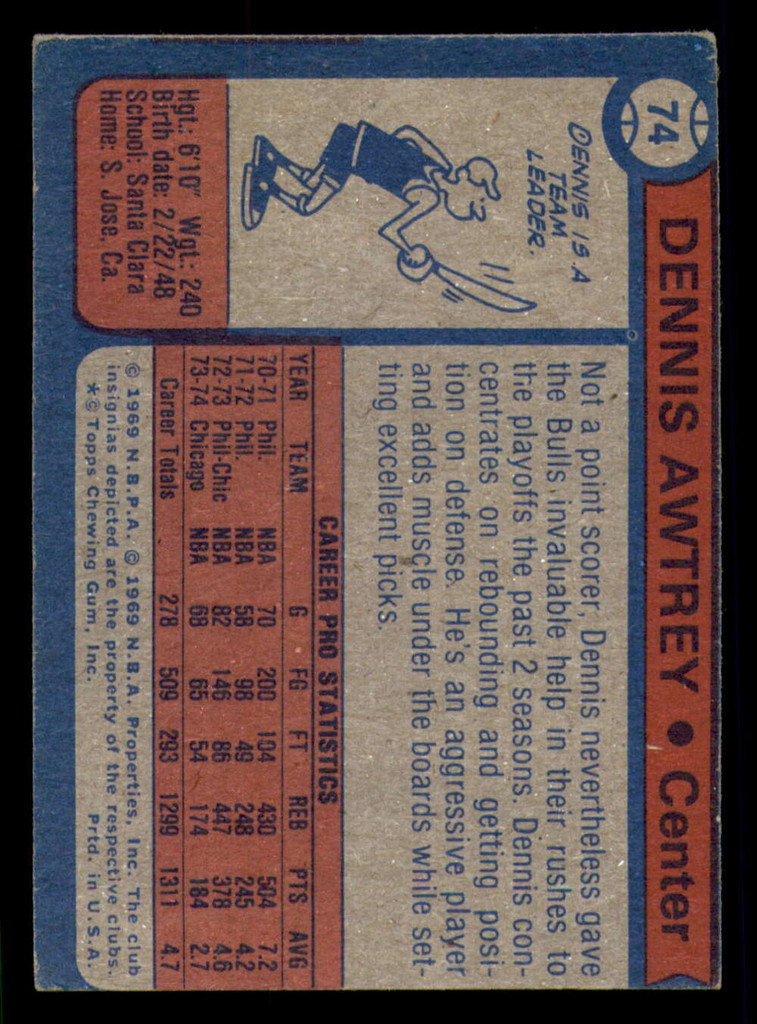 74
DENNIS AWTREY • Center
DENNIS IS A
TEAM
LEADER.
Hgt.: 6'10" Wgt.: 240
Birth date: 2/22/48
School: Santa Clara
Home: S. Jose, Ca.
Not a point scorer, Dennis nevertheless gave
the Bulls invaluable help in their rushes to
the playoffs the past 2 seasons. Dennis con-
centrates on rebounding and getting posi-
tion on defense. He's an aggressive player
and adds muscle under the boards while set-
ting excellent picks.
CAREER PRO STATISTICS
YEAR TEAM G FG FT REB PTS AVG
70-71 Phil. NBA 70 200 104 430 504 7.2
71-72 Phil. NBA 58 98 49 248 245 4.2
72-73 Phil-Chic NBA 82 146 86 447 378 4.6
73-74 Chicago NBA 68 65 54 174 184 2.7
Career Totals 278 509 293 1299 1311 4.7
© 1969 N.B.P.A. © 1969 N.B.A. Properties, Inc. The club
insignias depicted are the property of the respective clubs.
*© Topps Chewing Gum, Inc. Prtd. in U.S.A.